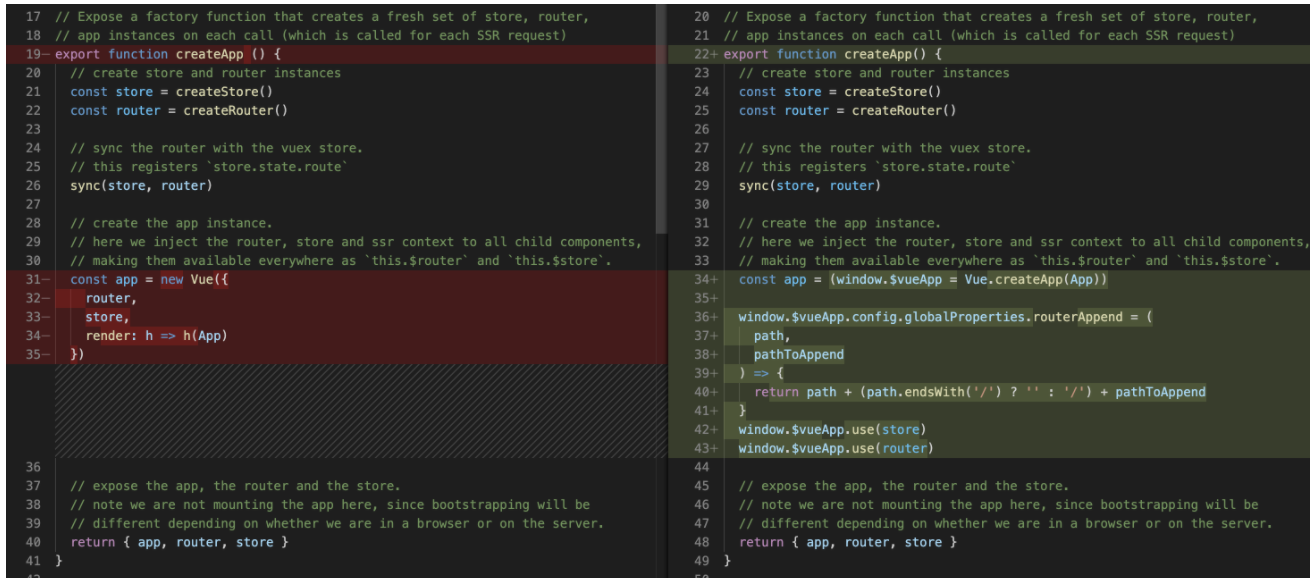 17 // Expose a factory function that creates a fresh set of store, router,
18 // app instances on each call (which is called for each SSR request)
19— export function createApp () {
20   // create store and router instances
21   const store = createStore()
22   const router = createRouter()
23
24   // sync the router with the vuex store.
25   // this registers `store.state.route`
26   sync(store, router)
27
28   // create the app instance.
29   // here we inject the router, store and ssr context to all child components,
30   // making them available everywhere as `this.$router` and `this.$store`.
31—   const app = new Vue({
32—     router,
33—     store,
34—     render: h => h(App)
35—   })
36
37   // expose the app, the router and the store.
38   // note we are not mounting the app here, since bootstrapping will be
39   // different depending on whether we are in a browser or on the server.
40   return { app, router, store }
41 }
20 // Expose a factory function that creates a fresh set of store, router,
21 // app instances on each call (which is called for each SSR request)
22+ export function createApp() {
23   // create store and router instances
24   const store = createStore()
25   const router = createRouter()
26
27   // sync the router with the vuex store.
28   // this registers `store.state.route`
29   sync(store, router)
30
31   // create the app instance.
32   // here we inject the router, store and ssr context to all child components,
33   // making them available everywhere as `this.$router` and `this.$store`.
34+   const app = (window.$vueApp = Vue.createApp(App))
35+
36+   window.$vueApp.config.globalProperties.routerAppend = (
37+     path,
38+     pathToAppend
39+   ) => {
40+     return path + (path.endsWith('/') ? '' : '/') + pathToAppend
41+   }
42+   window.$vueApp.use(store)
43+   window.$vueApp.use(router)
44
45   // expose the app, the router and the store.
46   // note we are not mounting the app here, since bootstrapping will be
47   // different depending on whether we are in a browser or on the server.
48   return { app, router, store }
49 }